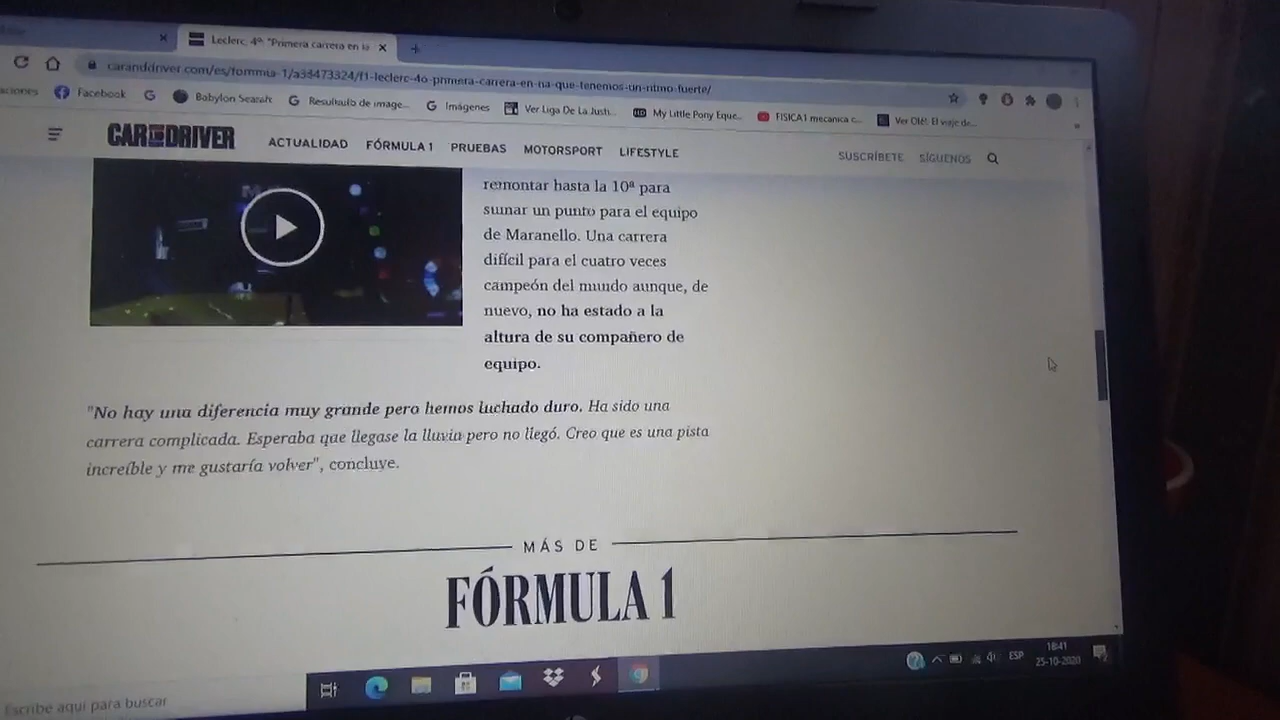 Leclerc, 4º: "Primera carrera en la
caranddriver.com/es/formula-1/a33473324/f1-leclerc-4o-primera-carrera-en-na-que-tenemos-un-ritmo-fuerte/
aciones Facebook Babylon Search Resultado de image... Imágenes Ver Liga De La Justi... My Little Pony Eque... FISICA1 mecanica c... Ver Olé!: El viaje de...
CAR DRIVER ACTUALIDAD FÓRMULA 1 PRUEBAS MOTORSPORT LIFESTYLE SUSCRÍBETE SÍGUENOS
remontar hasta la 10ª para
sumar un punto para el equipo
de Maranello. Una carrera
difícil para el cuatro veces
campeón del mundo aunque, de
nuevo, no ha estado a la
altura de su compañero de
equipo.
"No hay una diferencia muy grande pero hemos luchado duro. Ha sido una
carrera complicada. Esperaba que llegase la lluvia pero no llegó. Creo que es una pista
increíble y me gustaría volver", concluye.
MÁS DE
FÓRMULA 1
Escribe aquí para buscar
ESP
18:41
25-10-2020